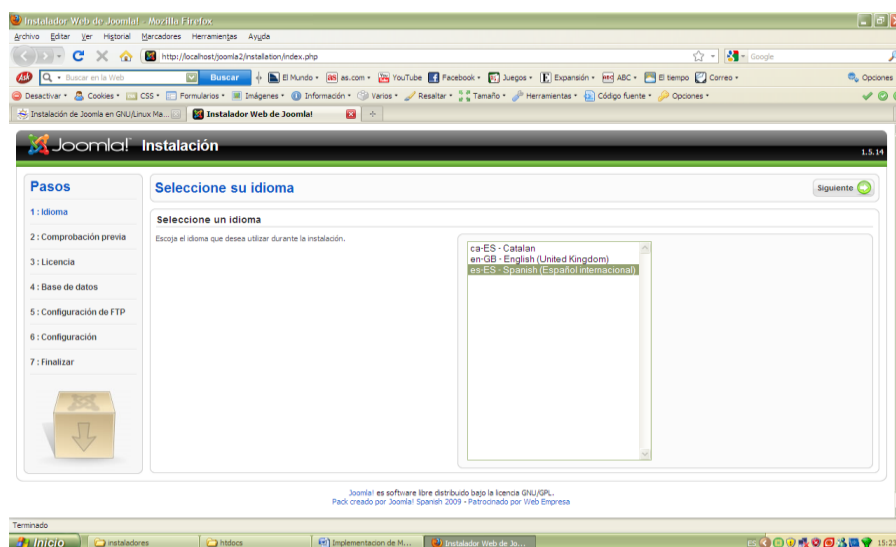 Instalador Web de Joomla! - Mozilla Firefox
Archivo Editar Ver Historial Marcadores Herramientas Ayuda
http://localhost/joomla2/installation/index.php
Google
Buscar en la Web
Buscar
El Mundo as.com YouTube Facebook Juegos Expansión ABC El tiempo Correo
Opciones
Desactivar Cookies CSS Formularios Imágenes Información Varios Resaltar Tamaño Herramientas Código fuente Opciones
Instalación de Joomla en GNU/Linux Ma...
Instalador Web de Joomla!
Joomla! Instalación
1.5.14
Pasos
1 : Idioma
2 : Comprobación previa
3 : Licencia
4 : Base de datos
5 : Configuración de FTP
6 : Configuración
7 : Finalizar
Seleccione su idioma
Siguiente
Seleccione un idioma
Escoja el idioma que desea utilizar durante la instalación.
ca-ES - Catalan
en-GB - English (United Kingdom)
es-ES - Spanish (Español internacional)
Joomla! es software libre distribuido bajo la licencia GNU/GPL.
Pack creado por Joomla! Spanish 2009 - Patrocinado por Web Empresa
Terminado
Inicio
instaladores
htdocs
Implementacion de M...
Instalador Web de Jo...
ES